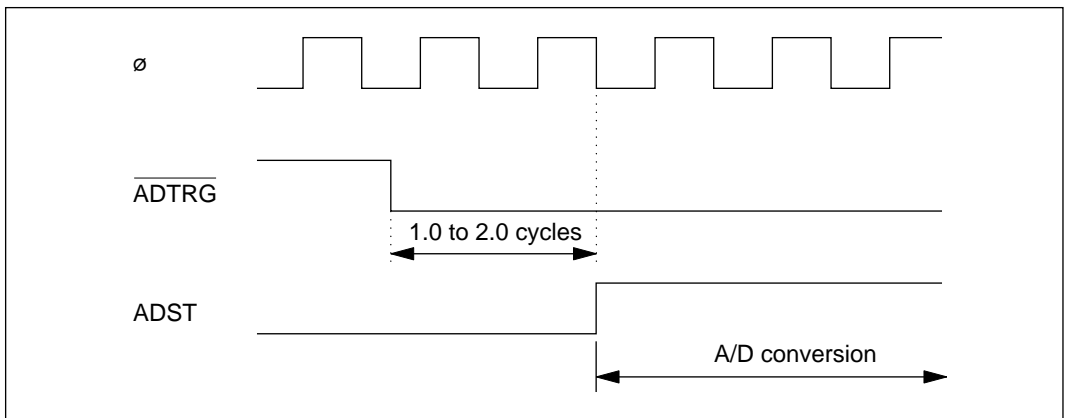 ø
ADTRG
1.0 to 2.0 cycles
ADST
A/D conversion